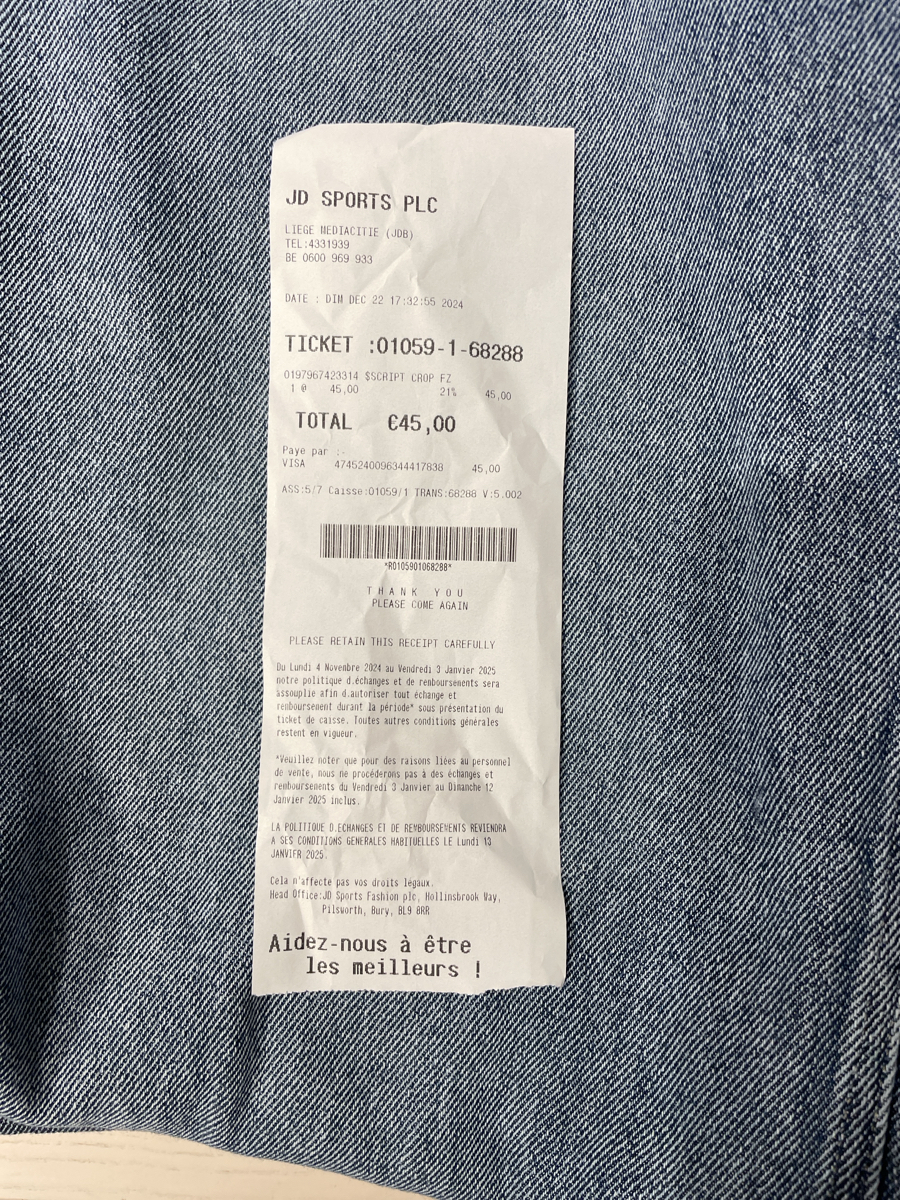 JD SPORTS PLC
LIEGE MEDIACITIE (JDB)
TEL:4331939
BE 0600 969 933
DATE : DIM DEC 22 17:32:55 2024
TICKET :01059-1-68288
0197967423314 $SCRIPT CROP FZ
1 @ 45,00 21% 45,00
TOTAL €45,00
Paye par :-
VISA 4745240096344417838 45,00
ASS:5/7 Caisse:01059/1 TRANS:68288 V:5.002
*R0105901068288*
THANK YOU
PLEASE COME AGAIN
PLEASE RETAIN THIS RECEIPT CAREFULLY
Du Lundi 4 Novembre 2024 au Vendredi 3 Janvier 2025
notre politique d.échanges et de remboursements sera
assouplie afin d.autoriser tout échange et
remboursement durant la période* sous présentation du
ticket de caisse. Toutes autres conditions générales
restent en vigueur.
*Veuillez noter que pour des raisons liées au personnel
de vente, nous ne procéderons pas à des échanges et
remboursements du Vendredi 3 Janvier au Dimanche 12
Janvier 2025 inclus.
LA POLITIQUE D.ECHANGES ET DE REMBOURSEMENTS REVIENDRA
A SES CONDITIONS GENERALES HABITUELLES LE Lundi 13
JANVIER 2025.
Cela n'affecte pas vos droits légaux.
Head Office:JD Sports Fashion plc, Hollinsbrook Way,
Pilsworth, Bury, BL9 8RR
Aidez-nous à être
les meilleurs !